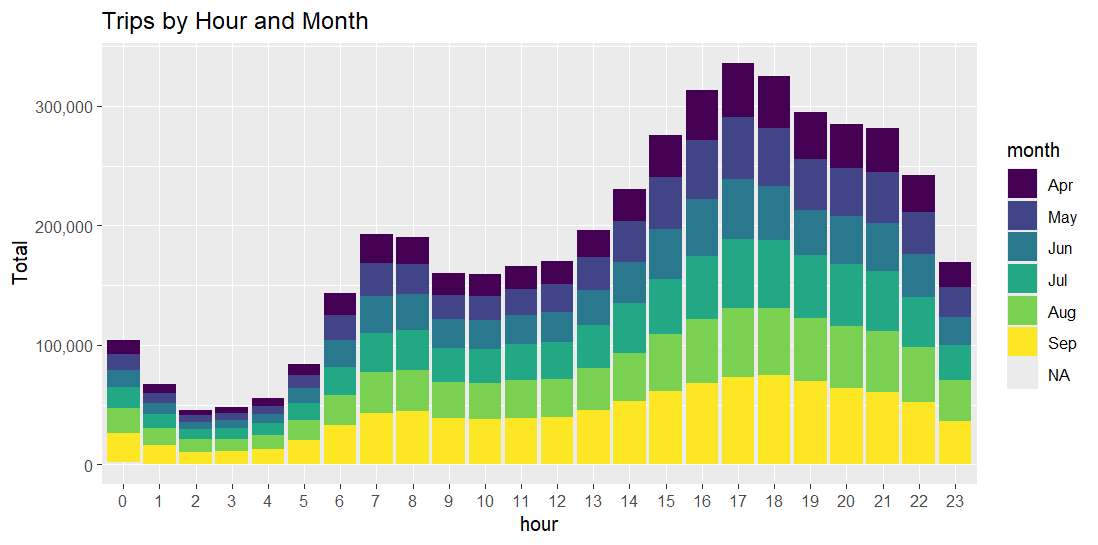 Trips by Hour and Month
Total
300,000
200,000
100,000
0
0 1 2 3 4 5 6 7 8 9 10 11 12 13 14 15 16 17 18 19 20 21 22 23
hour
month
Apr
May
Jun
Jul
Aug
Sep
NA